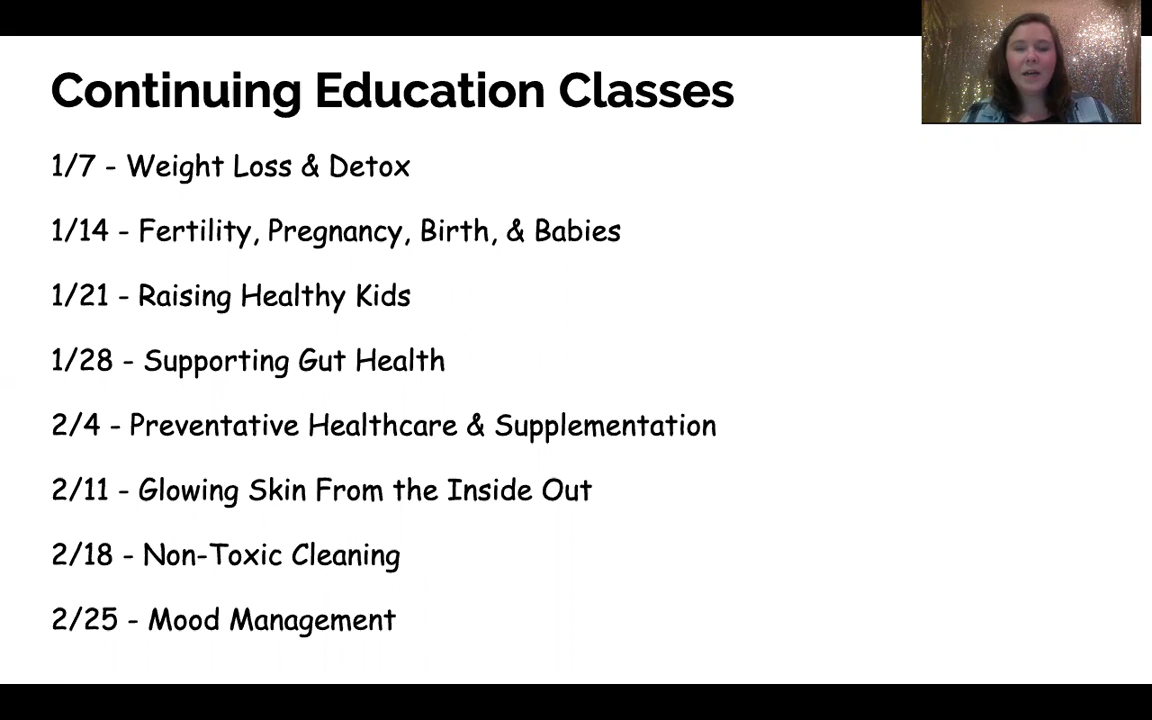 Continuing Education Classes
1/7 - Weight Loss & Detox
1/14 - Fertility, Pregnancy, Birth, & Babies
1/21 - Raising Healthy Kids
1/28 - Supporting Gut Health
2/4 - Preventative Healthcare & Supplementation
2/11 - Glowing Skin From the Inside Out
2/18 - Non-Toxic Cleaning
2/25 - Mood Management